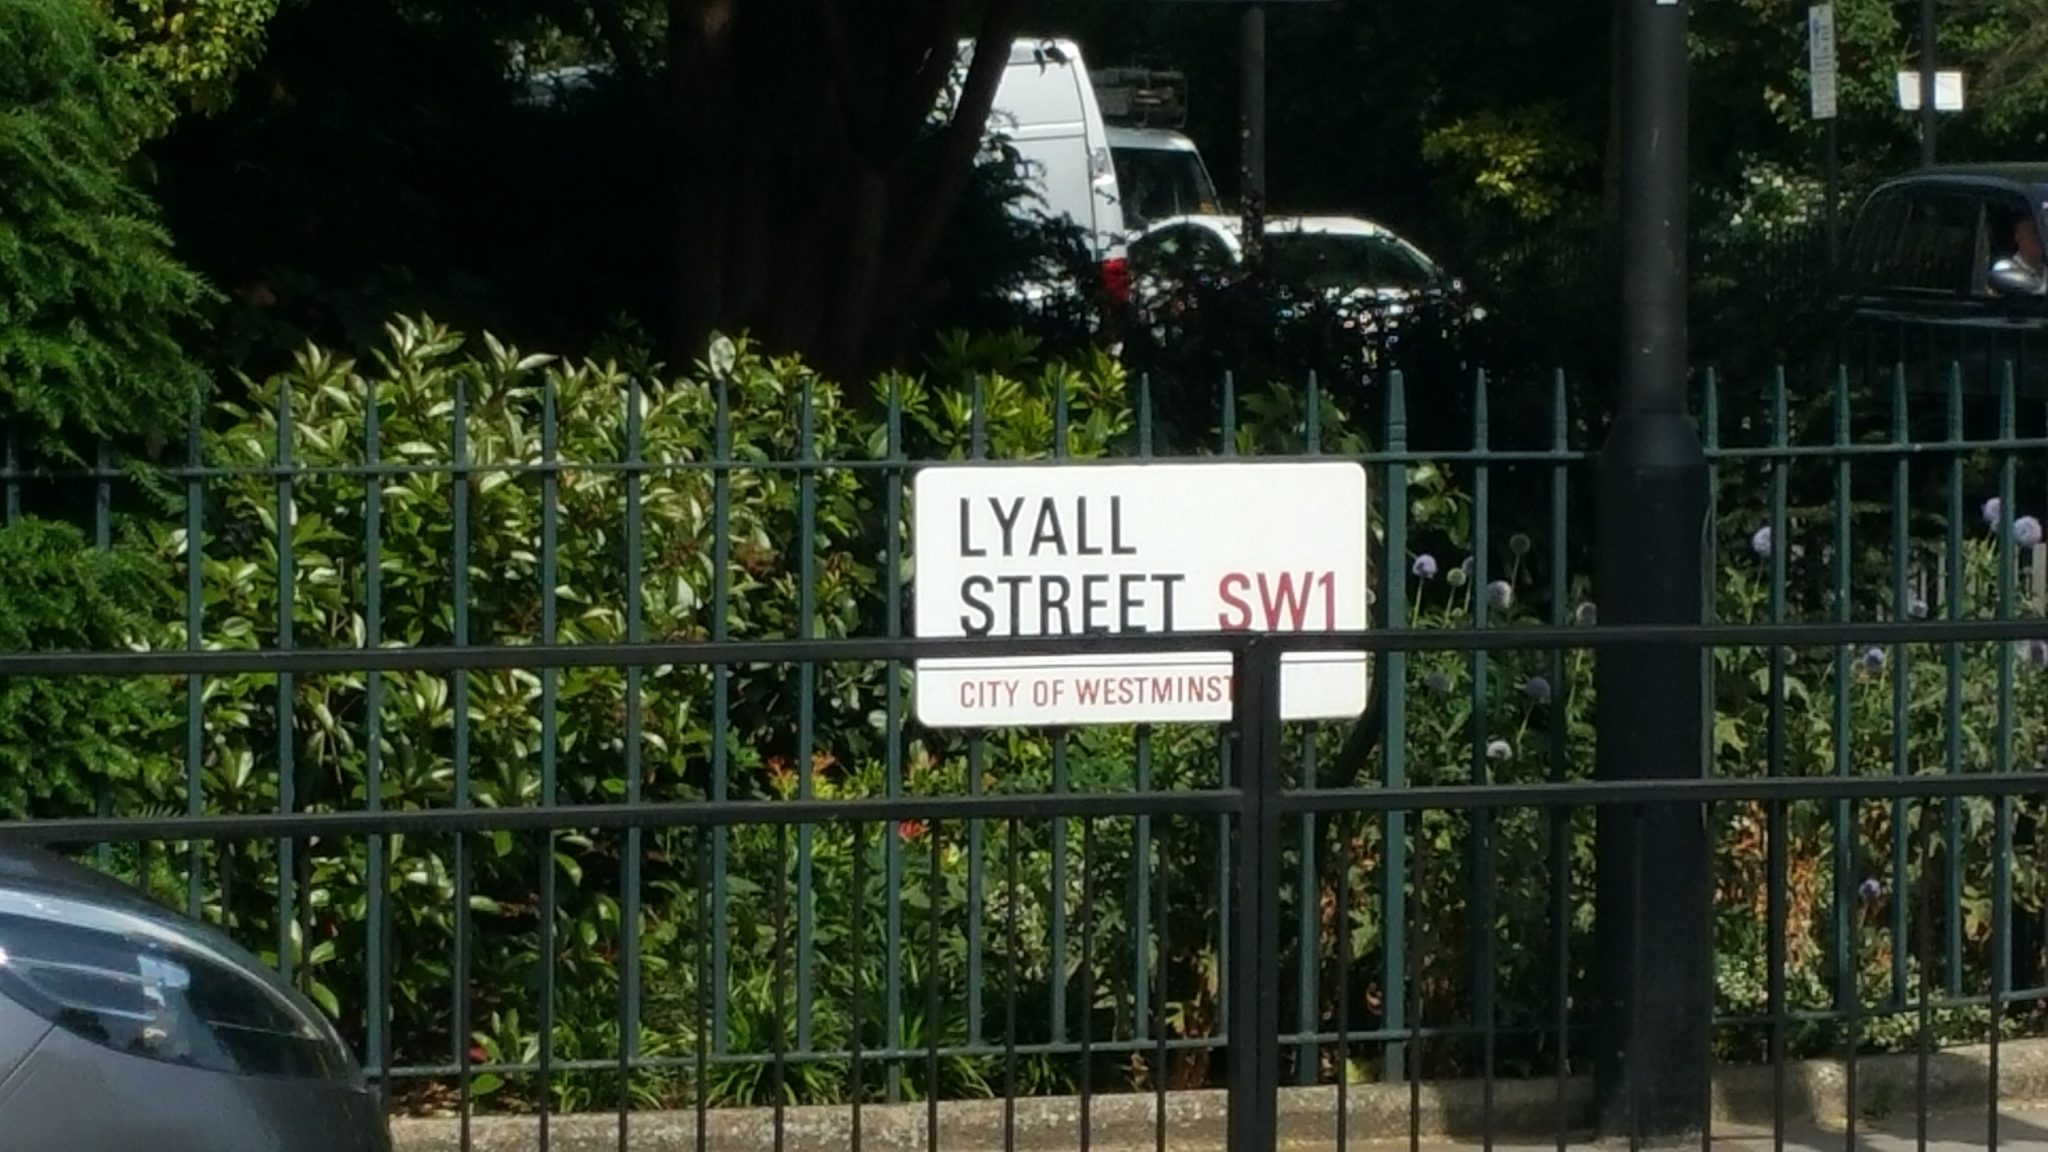 LYALL
STREET SW1
CITY OF WESTMINST